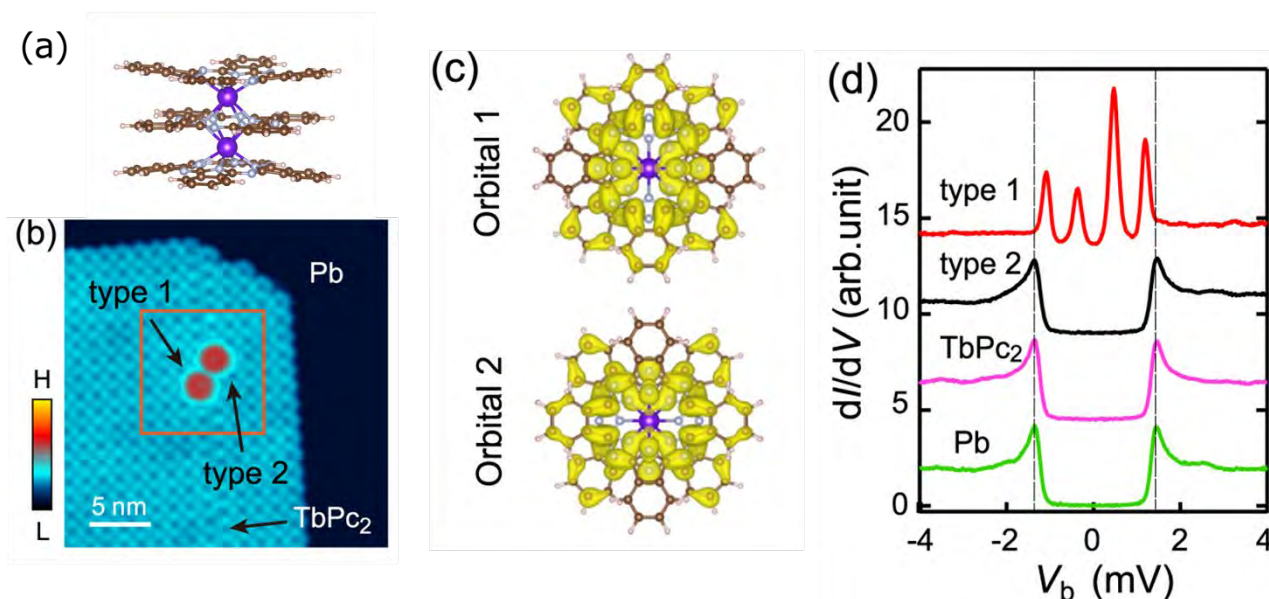 (a)
(b)
Pb
type 1
type 2
H
L
5 nm
TbPc₂
(c)
Orbital 1
Orbital 2
(d)
dI/dV (arb.unit)
20
15
10
5
0
type 1
type 2
TbPc₂
Pb
-4
-2
0
2
4
V_b (mV)